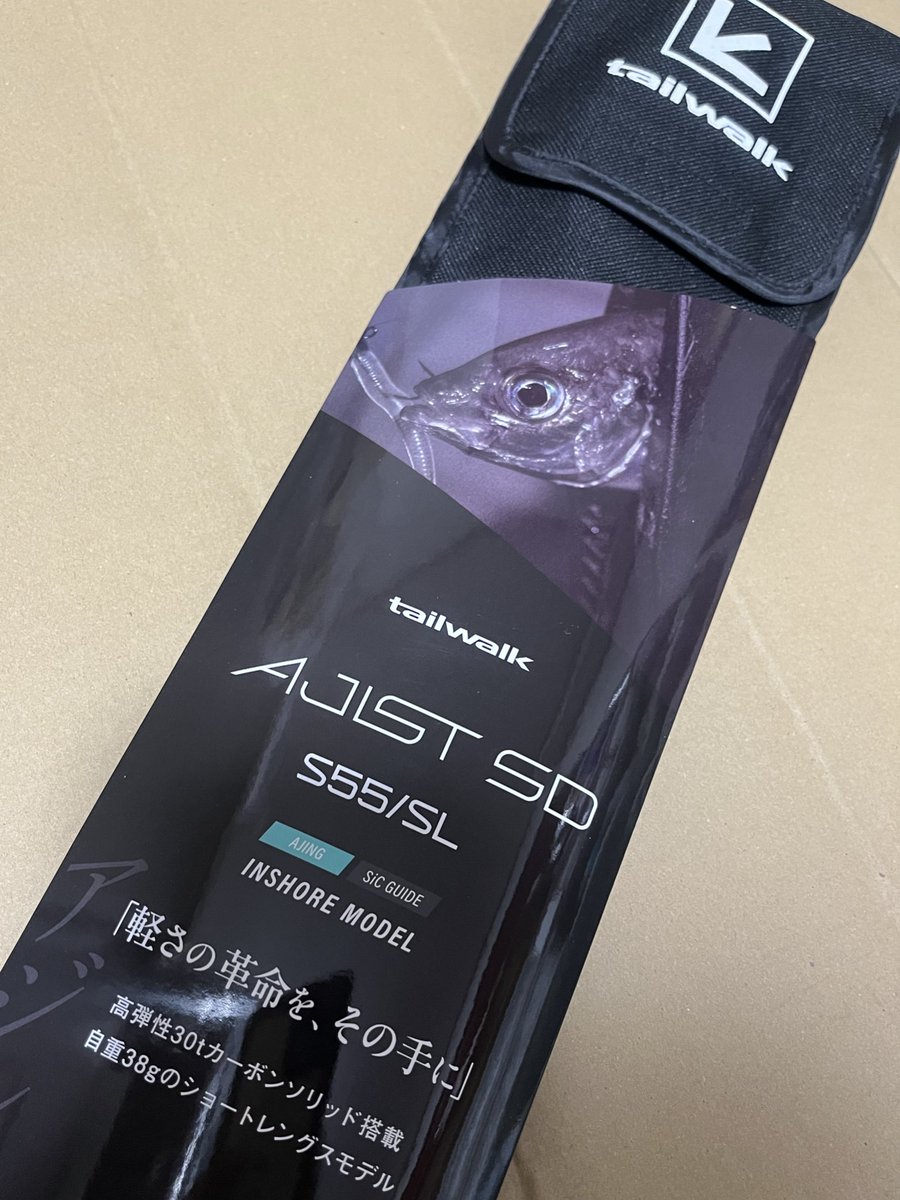 tailwalk
tailwalk
AJIST SD
S55/SL
AJING
SiC GUIDE
INSHORE MODEL
「軽さの革命を、その手に」
高弾性30tカーボンソリッド搭載
自重38gのショートレングスモデル
アジ